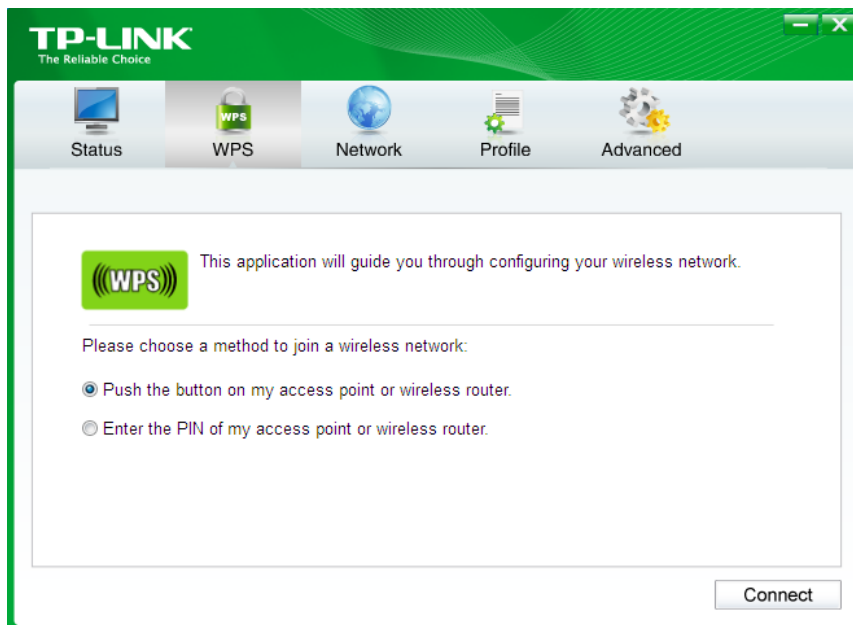 TP-LINK
The Reliable Choice
Status WPS Network Profile Advanced
WPS
(((WPS)))
This application will guide you through configuring your wireless network.
Please choose a method to join a wireless network:
Push the button on my access point or wireless router.
Enter the PIN of my access point or wireless router.
Connect